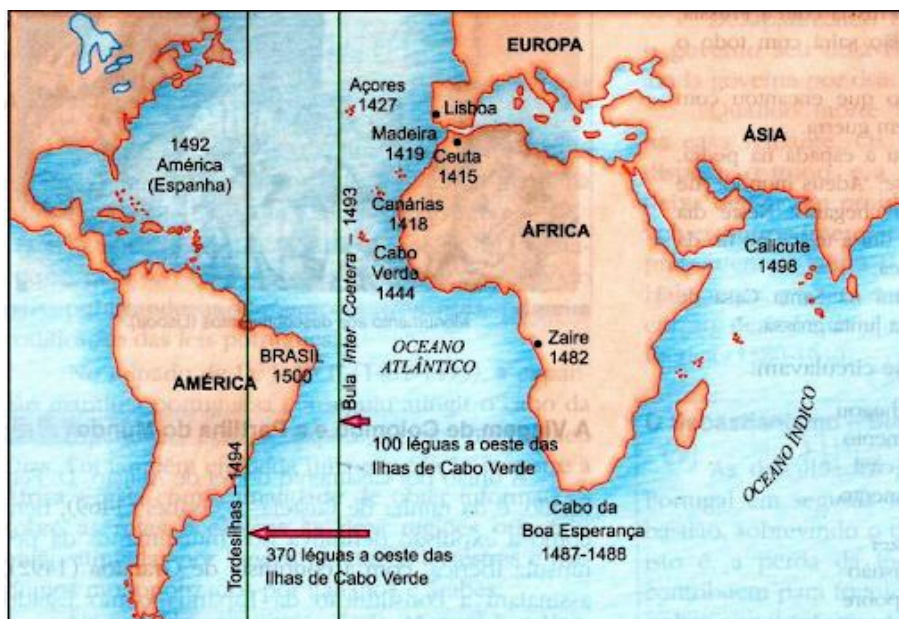 EUROPA
Açores
1427
Lisboa
ÁSIA
1492
América
(Espanha)
Madeira
1419
Ceuta
1415
Canárias
1418
ÁFRICA
Calicute
1498
Cabo
Verde
1444
Bula Inter Coetera – 1493
Zaire
1482
OCEANO
ATLÂNTICO
BRASIL
1500
AMÉRICA
OCEANO ÍNDICO
100 léguas a oeste das
Ilhas de Cabo Verde
Tordesilhas – 1494
Cabo da
Boa Esperança
1487-1488
370 léguas a oeste das
Ilhas de Cabo Verde